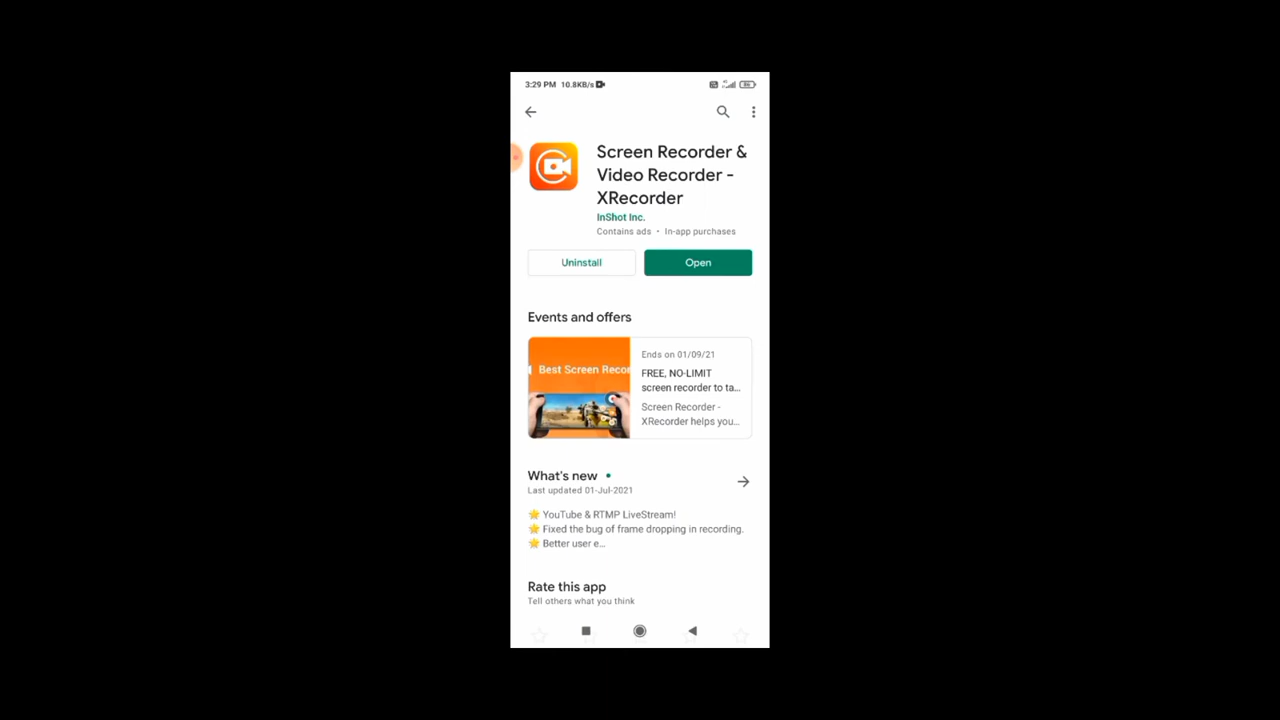 3:29 PM 10.8KB/s
Screen Recorder &
Video Recorder -
XRecorder
InShot Inc.
Contains ads • In-app purchases
Uninstall
Open
Events and offers
Best Screen Recor
Ends on 01/09/21
FREE, NO-LIMIT
screen recorder to ta...
Screen Recorder -
XRecorder helps you...
What's new •
Last updated 01-Jul-2021
⭐ YouTube & RTMP LiveStream!
⭐ Fixed the bug of frame dropping in recording.
⭐ Better user e...
Rate this app
Tell others what you think